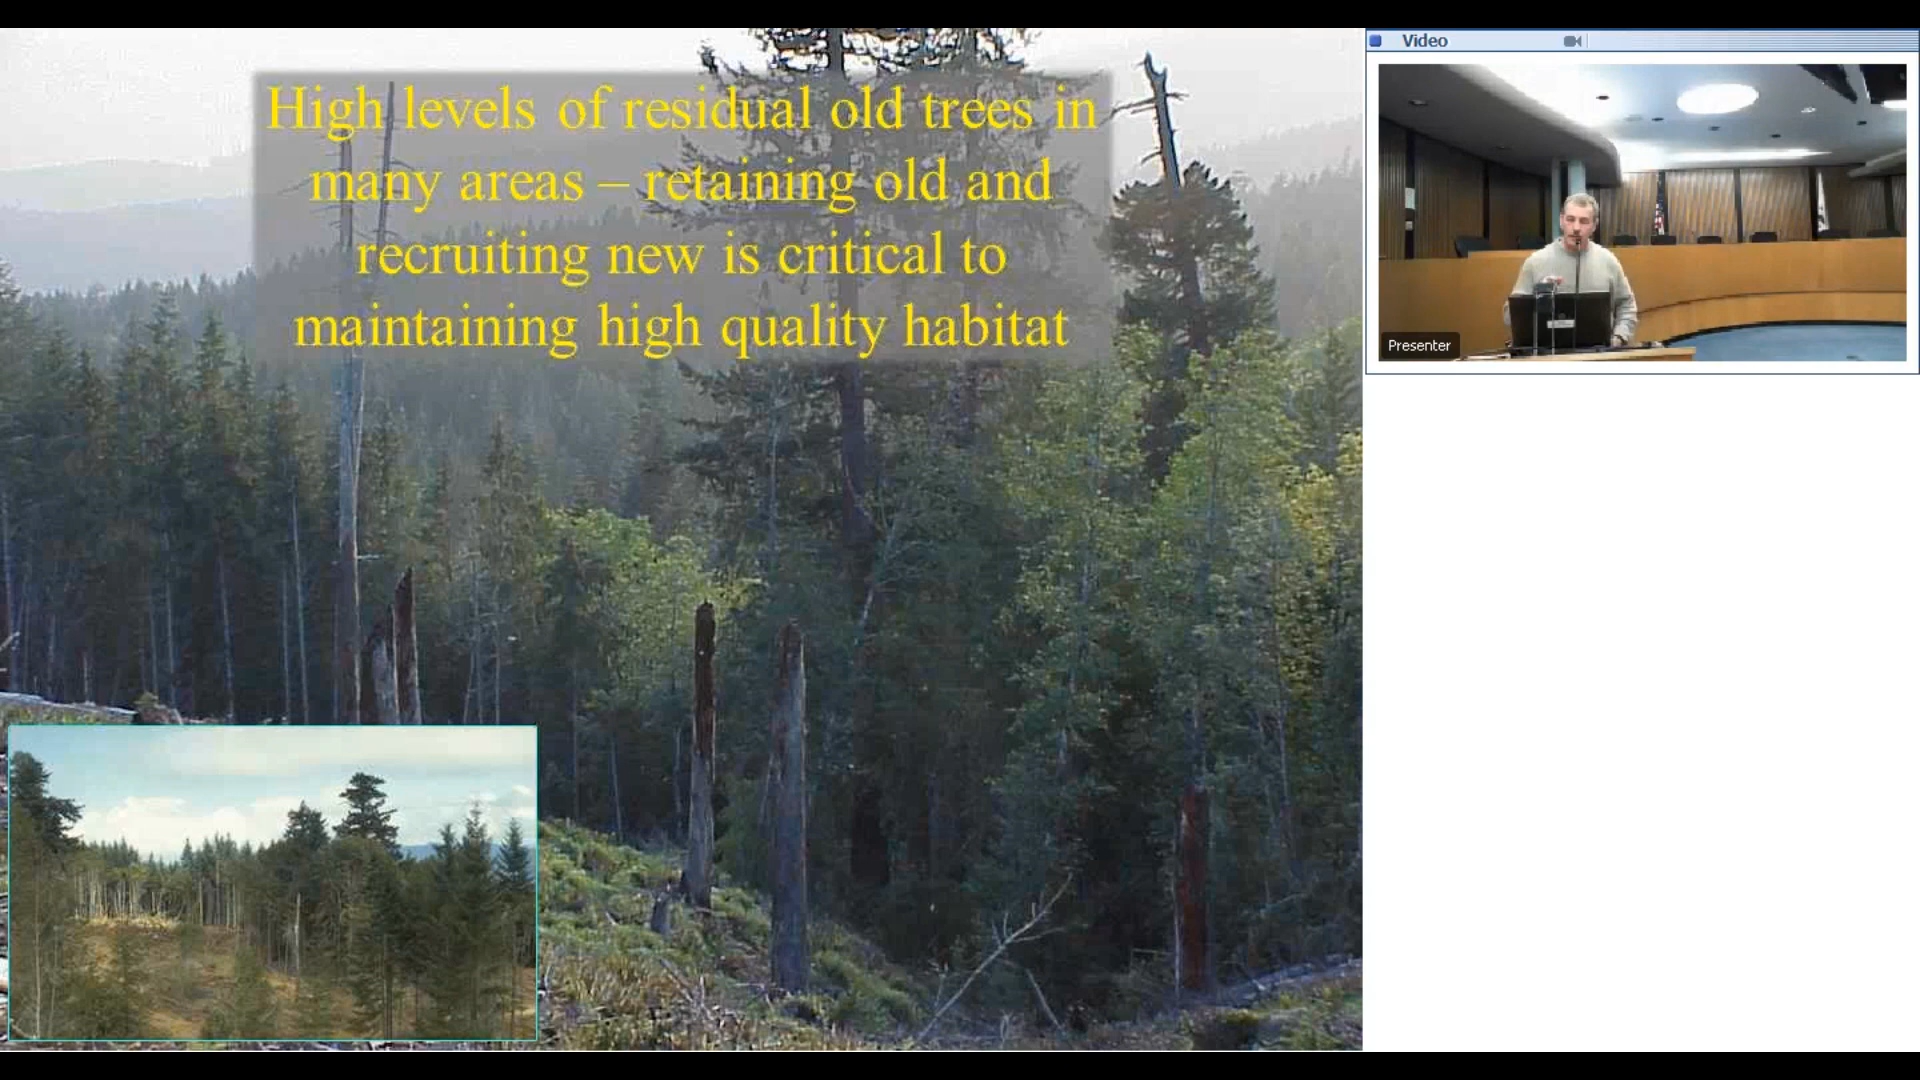 High levels of residual old trees in
many areas – retaining old and
recruiting new is critical to
maintaining high quality habitat
Video
Presenter